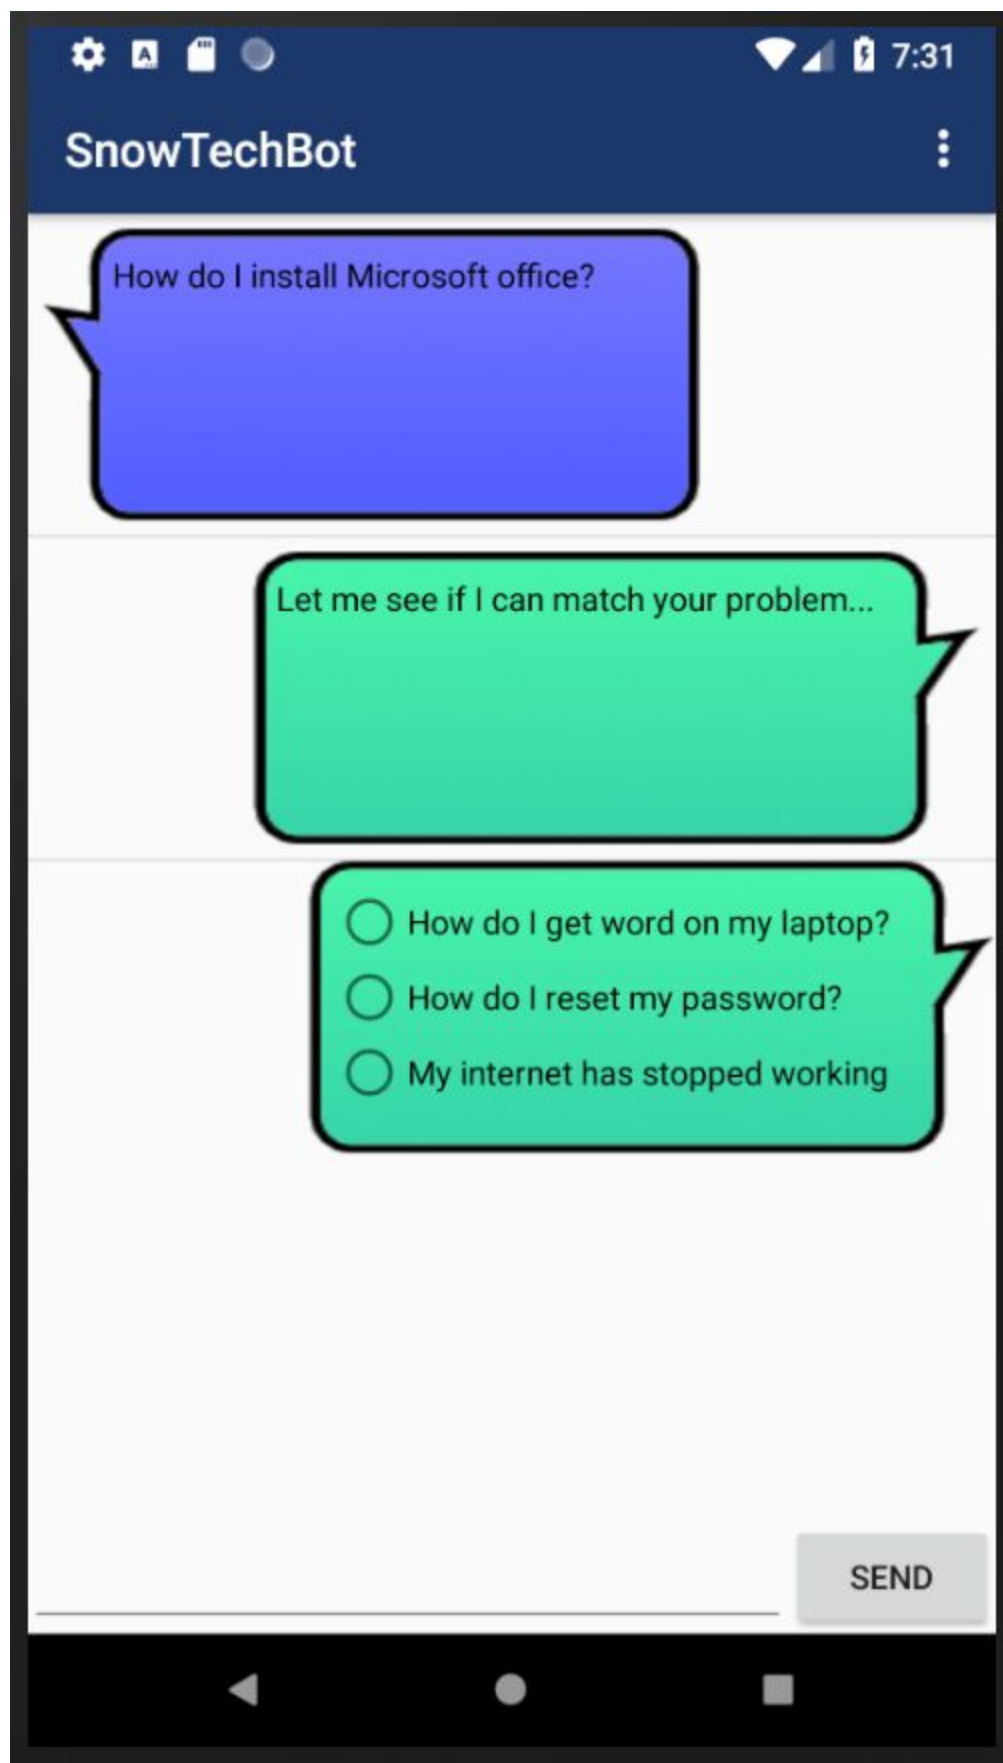 7:31
SnowTechBot
How do I install Microsoft office?
Let me see if I can match your problem...
How do I get word on my laptop?
How do I reset my password?
My internet has stopped working
SEND